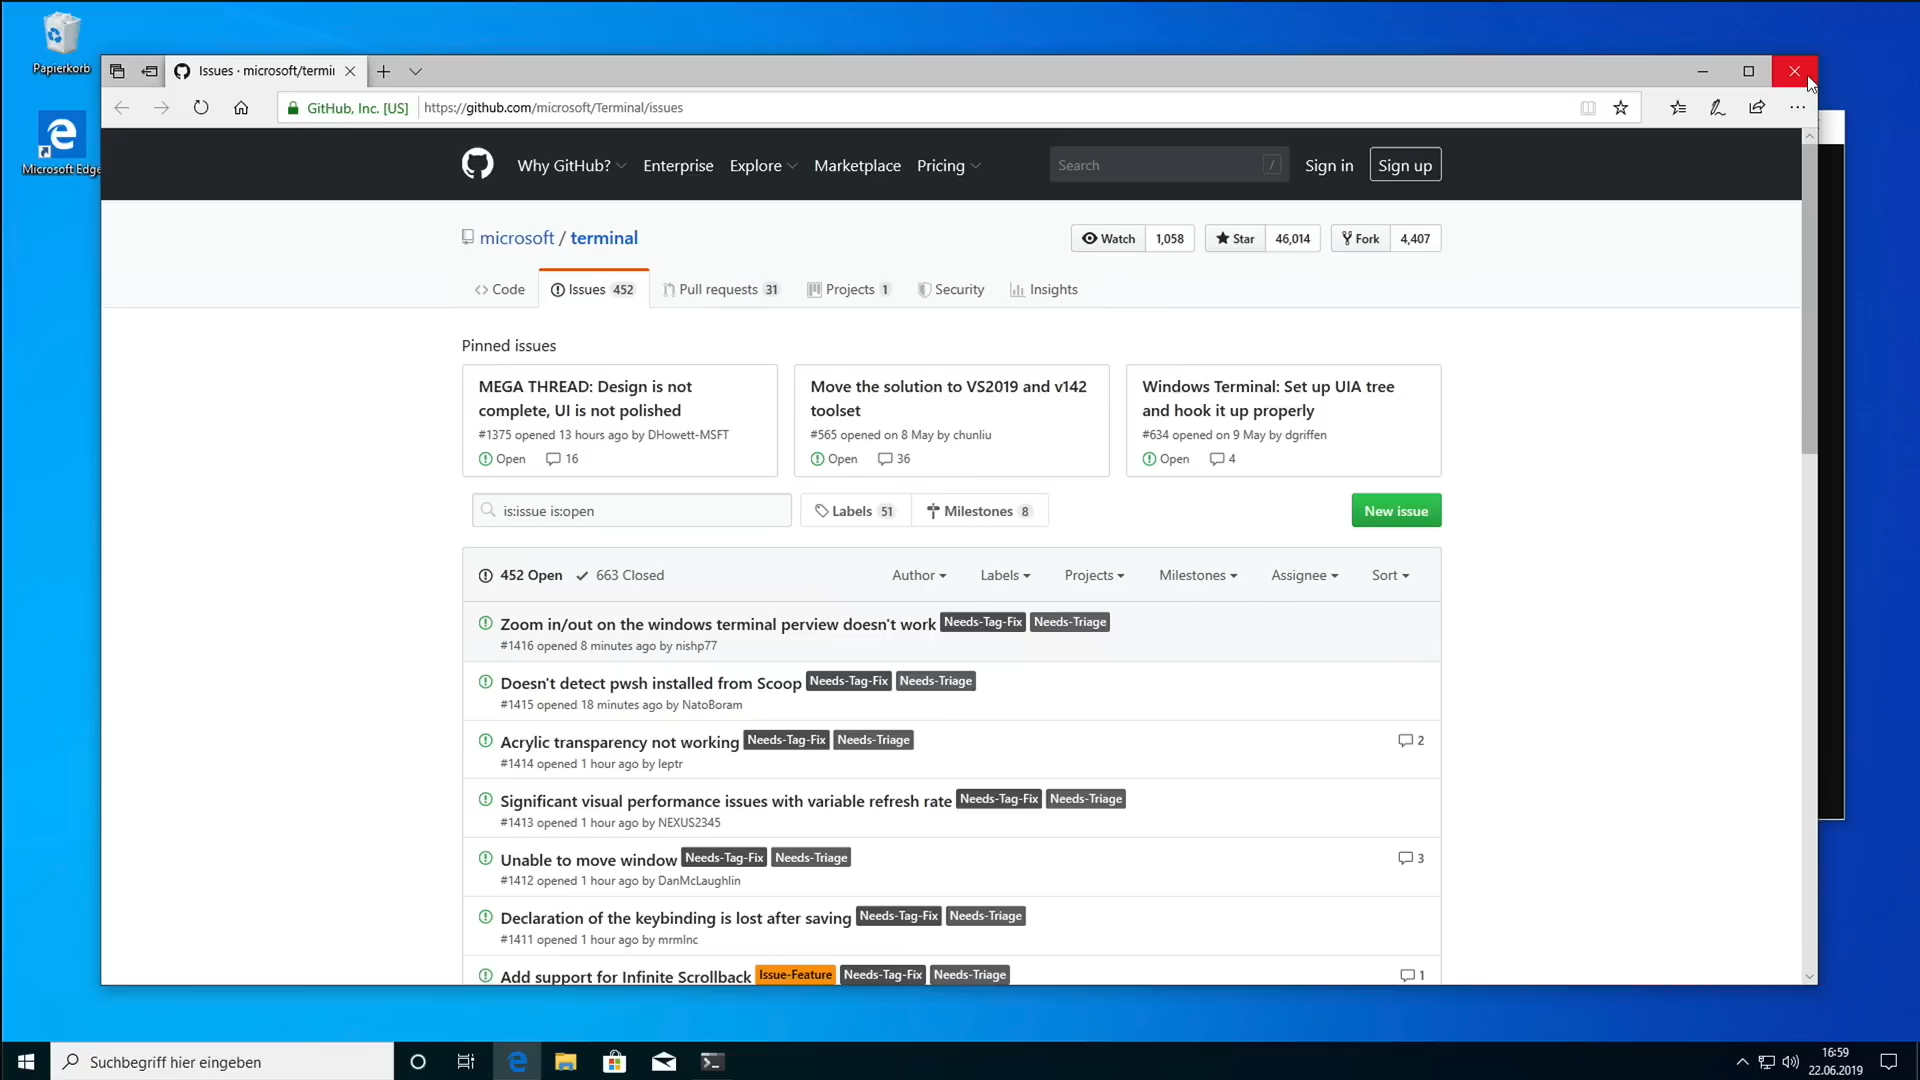 Papierkorb
Microsoft Edge
Issues · microsoft/termin
GitHub, Inc. [US] https://github.com/microsoft/Terminal/issues
Why GitHub? Enterprise Explore Marketplace Pricing Search / Sign in Sign up
microsoft / terminal Watch 1,058 Star 46,014 Fork 4,407
Code Issues 452 Pull requests 31 Projects 1 Security Insights
Pinned issues
MEGA THREAD: Design is not
complete, UI is not polished
#1375 opened 13 hours ago by DHowett-MSFT
Open 16
Move the solution to VS2019 and v142
toolset
#565 opened on 8 May by chunliu
Open 36
Windows Terminal: Set up UIA tree
and hook it up properly
#634 opened on 9 May by dgriffen
Open 4
is:issue is:open Labels 51 Milestones 8 New issue
452 Open 663 Closed Author Labels Projects Milestones Assignee Sort
Zoom in/out on the windows terminal perview doesn't work Needs-Tag-Fix Needs-Triage
#1416 opened 8 minutes ago by nishp77
Doesn't detect pwsh installed from Scoop Needs-Tag-Fix Needs-Triage
#1415 opened 18 minutes ago by NatoBoram
Acrylic transparency not working Needs-Tag-Fix Needs-Triage 2
#1414 opened 1 hour ago by leptr
Significant visual performance issues with variable refresh rate Needs-Tag-Fix Needs-Triage
#1413 opened 1 hour ago by NEXUS2345
Unable to move window Needs-Tag-Fix Needs-Triage 3
#1412 opened 1 hour ago by DanMcLaughlin
Declaration of the keybinding is lost after saving Needs-Tag-Fix Needs-Triage
#1411 opened 1 hour ago by mrmlnc
Add support for Infinite Scrollback Issue-Feature Needs-Tag-Fix Needs-Triage 1
Suchbegriff hier eingeben
16:59
22.06.2019